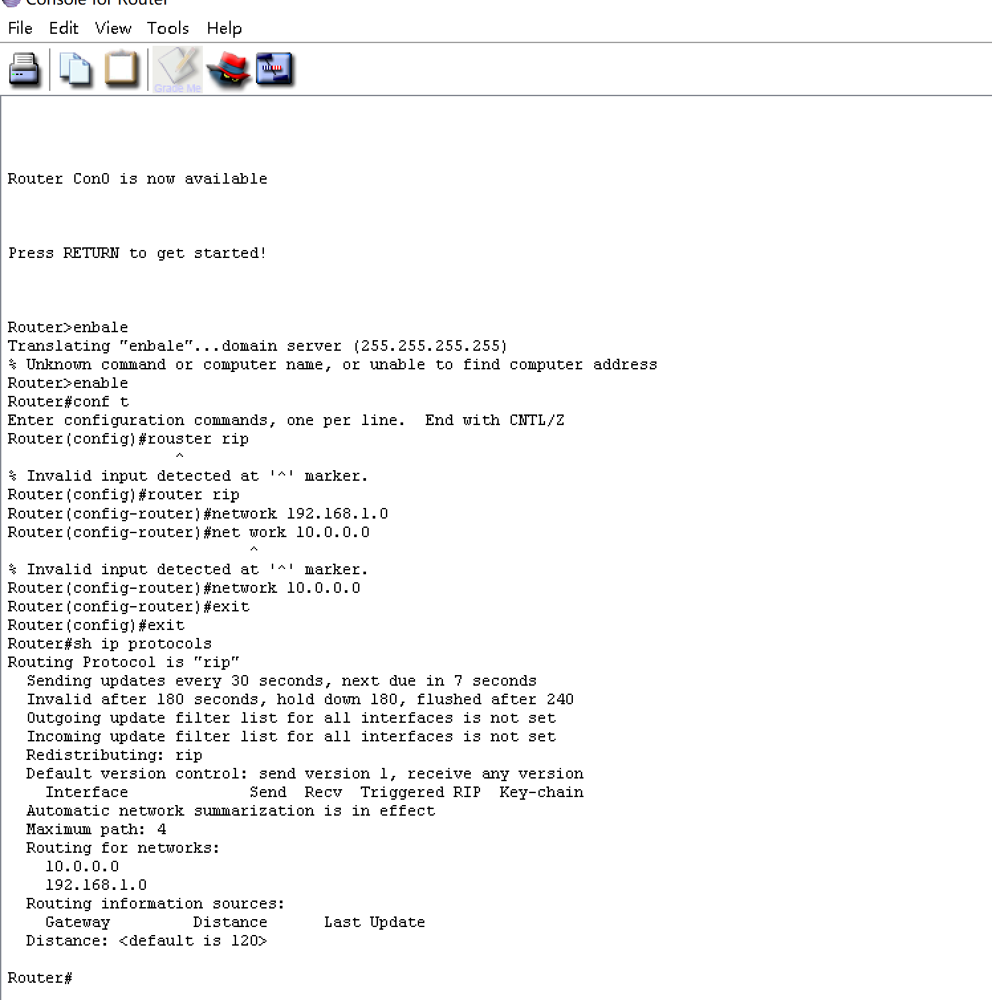 Console for Router
File Edit View Tools Help
Grade Me
Router Con0 is now available
Press RETURN to get started!
Router>enbale
Translating "enbale"...domain server (255.255.255.255)
% Unknown command or computer name, or unable to find computer address
Router>enable
Router#conf t
Enter configuration commands, one per line.  End with CNTL/Z
Router(config)#rouster rip
^
% Invalid input detected at '^' marker.
Router(config)#router rip
Router(config-router)#network 192.168.1.0
Router(config-router)#net work 10.0.0.0
^
% Invalid input detected at '^' marker.
Router(config-router)#network 10.0.0.0
Router(config-router)#exit
Router(config)#exit
Router#sh ip protocols
Routing Protocol is "rip"
Sending updates every 30 seconds, next due in 7 seconds
Invalid after 180 seconds, hold down 180, flushed after 240
Outgoing update filter list for all interfaces is not set
Incoming update filter list for all interfaces is not set
Redistributing: rip
Default version control: send version 1, receive any version
Interface Send Recv Triggered RIP Key-chain
Automatic network summarization is in effect
Maximum path: 4
Routing for networks:
10.0.0.0
192.168.1.0
Routing information sources:
Gateway Distance Last Update
Distance: <default is 120>
Router#